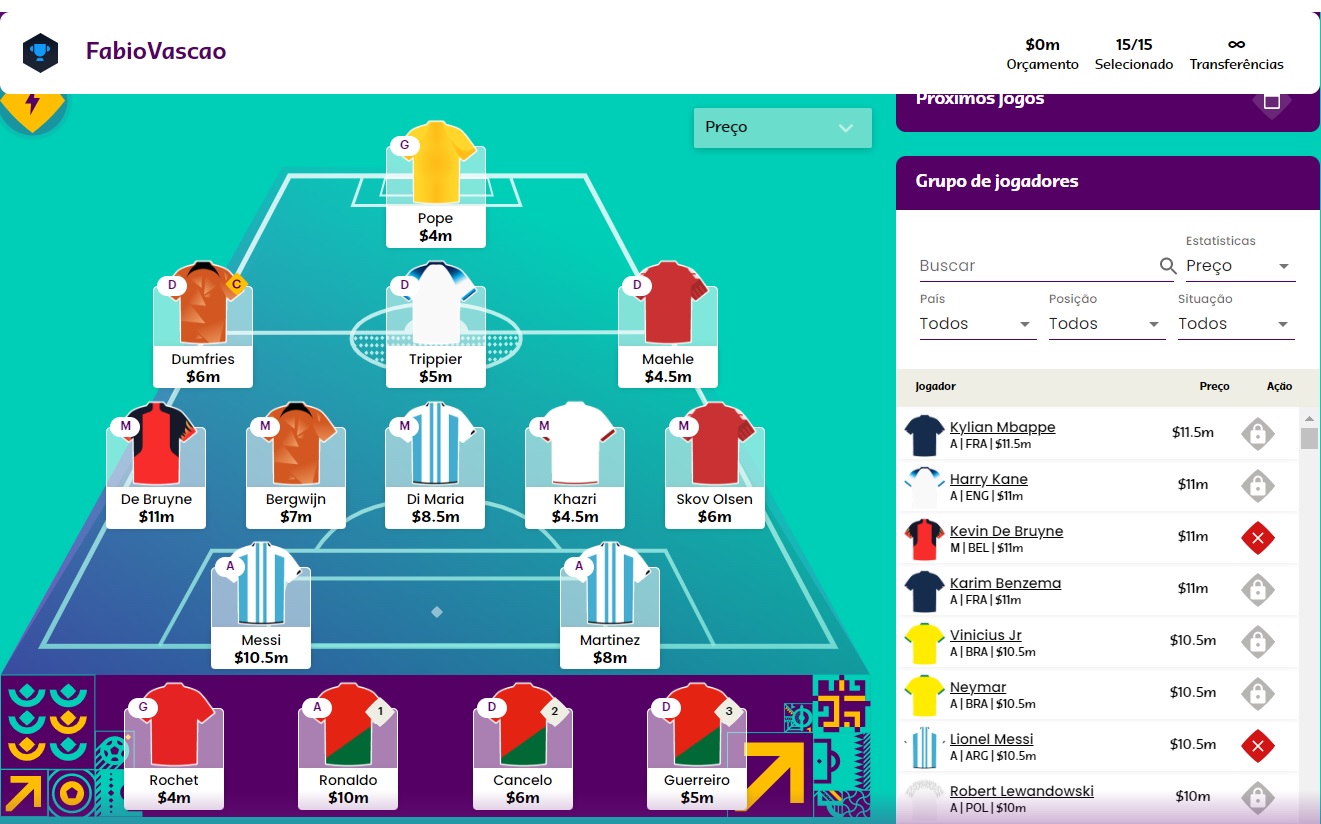 FabioVascao
$0m
Orçamento
15/15
Selecionado
∞
Transferências
Preço
G
Pope
$4m
D
C
Dumfries
$6m
D
Trippier
$5m
D
Maehle
$4.5m
M
De Bruyne
$11m
M
Bergwijn
$7m
M
Di Maria
$8.5m
M
Khazri
$4.5m
M
Skov Olsen
$6m
A
Messi
$10.5m
A
Martinez
$8m
G
Rochet
$4m
A
1
Ronaldo
$10m
D
2
Cancelo
$6m
D
3
Guerreiro
$5m
Próximos jogos
Grupo de jogadores
Estatísticas
Buscar
Preço
País
Posição
Situação
Todos
Todos
Todos
Jogador Preço Ação
Kylian Mbappe
A | FRA | $11.5m
$11.5m
Harry Kane
A | ENG | $11m
$11m
Kevin De Bruyne
M | BEL | $11m
$11m
Karim Benzema
A | FRA | $11m
$11m
Vinicius Jr
A | BRA | $10.5m
$10.5m
Neymar
A | BRA | $10.5m
$10.5m
Lionel Messi
A | ARG | $10.5m
$10.5m
Robert Lewandowski
A | POL | $10m
$10m